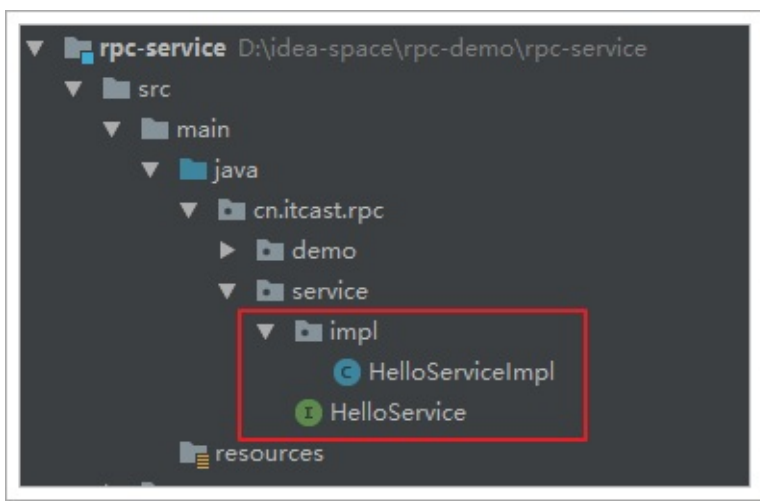 rpc-service D:\idea-space\rpc-demo\rpc-service
src
main
java
cn.itcast.rpc
demo
service
impl
C HelloServiceImpl
I HelloService
resources